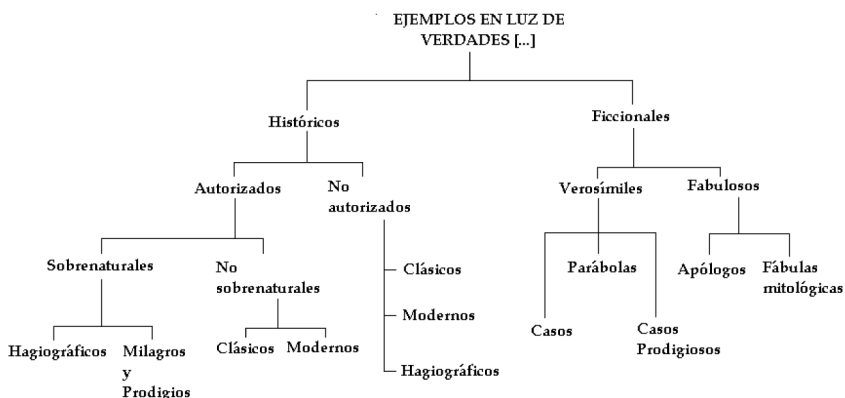 EJEMPLOS EN LUZ DE
VERDADES [...]
Históricos
Ficcionales
Autorizados
No
autorizados
Verosímiles
Fabulosos
Sobrenaturales
No
sobrenaturales
Clásicos
Modernos
Hagiográficos
Parábolas
Apólogos
Fábulas
mitológicas
Casos
Casos
Prodigiosos
Hagiográficos
Milagros
y
Prodigios
Clásicos
Modernos